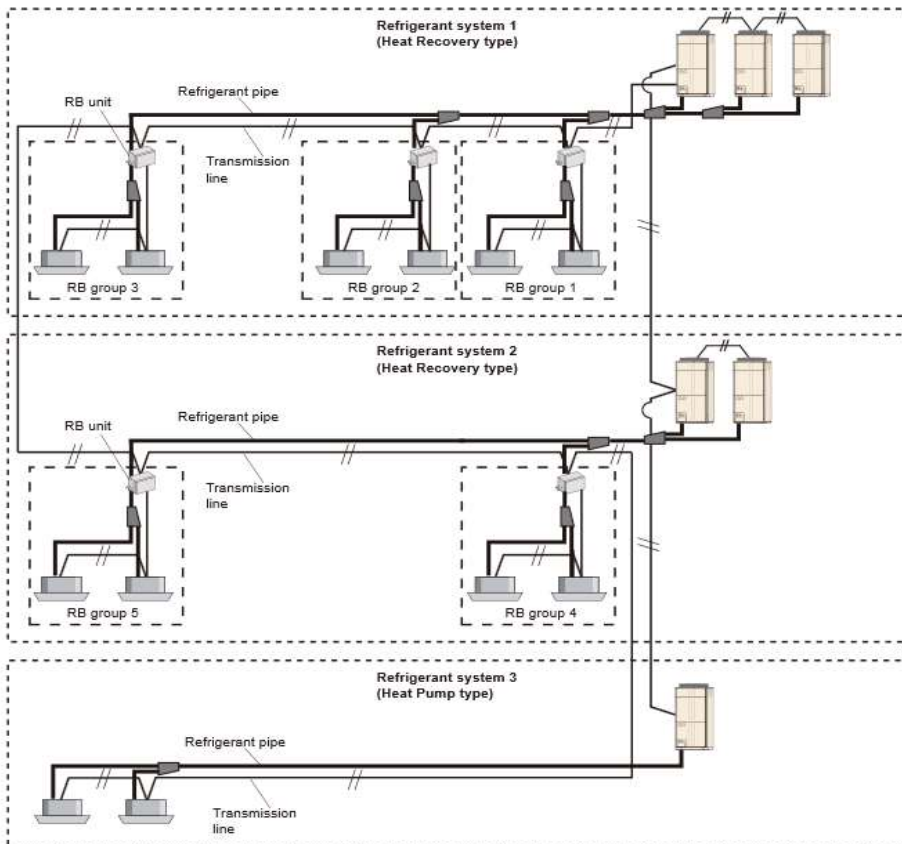 Refrigerant system 1
(Heat Recovery type)
Refrigerant pipe
RB unit
Transmission
line
RB group 3
RB group 2
RB group 1
Refrigerant system 2
(Heat Recovery type)
Refrigerant pipe
RB unit
Transmission
line
RB group 5
RB group 4
Refrigerant system 3
(Heat Pump type)
Refrigerant pipe
Transmission
line